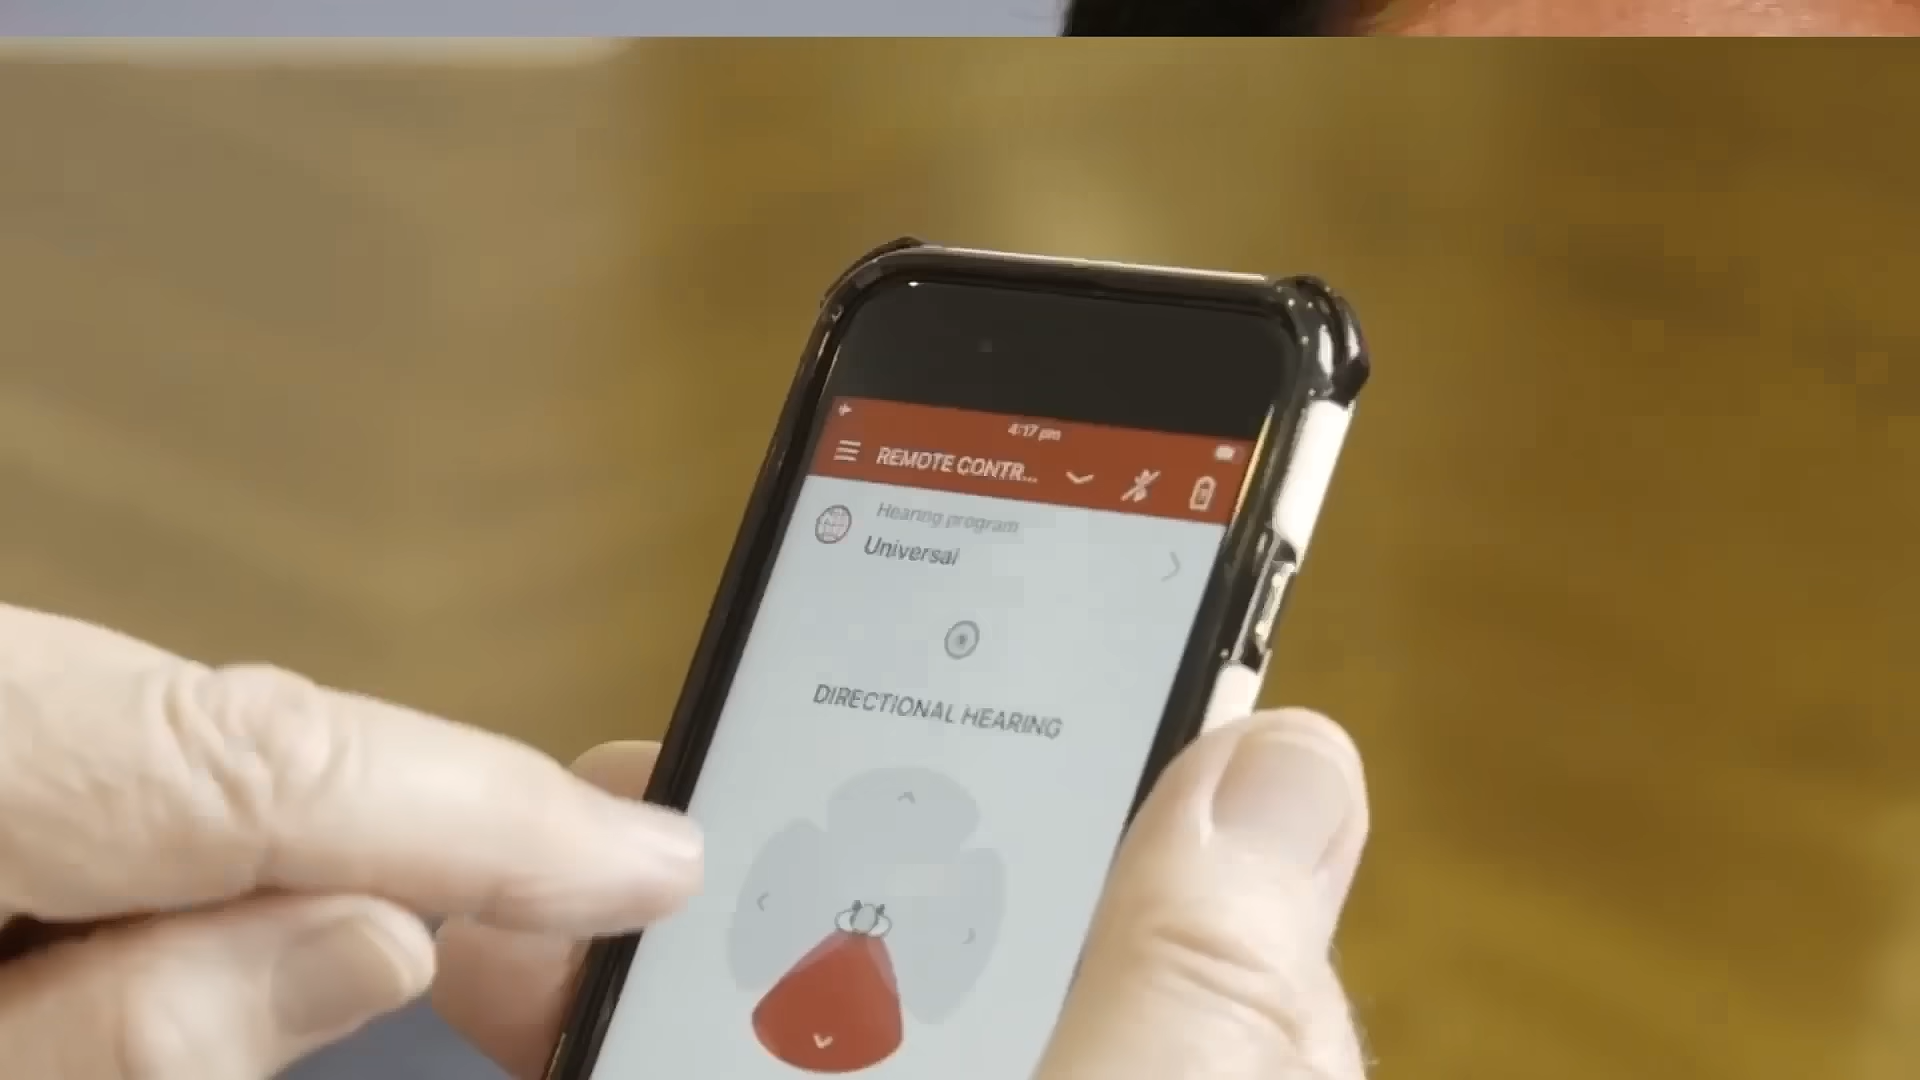 4:17 pm
REMOTE CONTR...
Hearing program
Universal
DIRECTIONAL HEARING